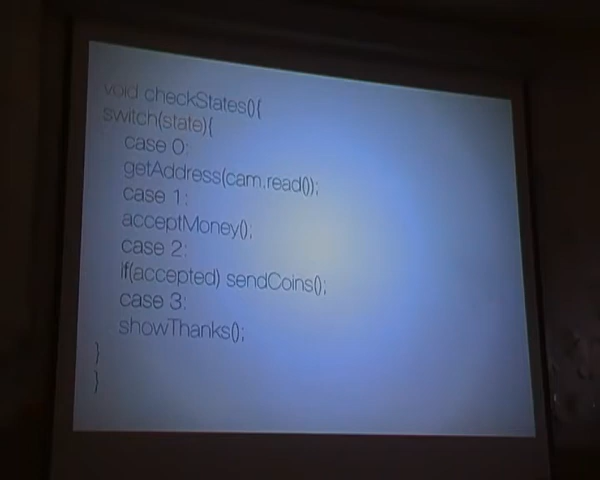 void checkStates(){
switch(state){
case 0:
getAddress(cam.read());
case 1:
acceptMoney();
case 2:
if(accepted) sendCoins();
case 3:
showThanks();
}
}